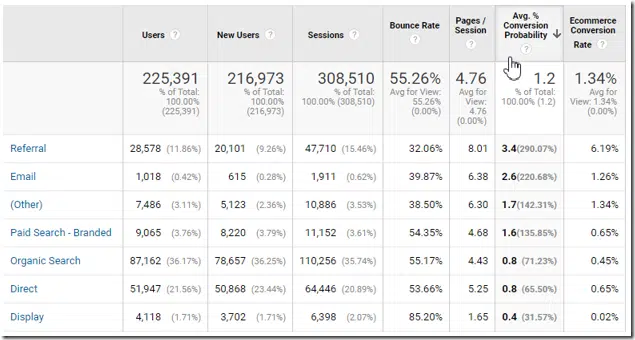 Users ? New Users ? Sessions ? Bounce Rate ? Pages / Session ? Avg. % Conversion Probability ? Ecommerce Conversion Rate ?
225,391 % of Total: 100.00% (225,391) 216,973 % of Total: 100.00% (216,973) 308,510 % of Total: 100.00% (308,510) 55.26% Avg for View: 55.26% (0.00%) 4.76 Avg for View: 4.76 (0.00%) 1.2 % of Total: 100.00% (1.2) 1.34% Avg for View: 1.34% (0.00%)
Referral 28,578 (11.86%) 20,101 (9.26%) 47,710 (15.46%) 32.06% 8.01 3.4(290.07%) 6.19%
Email 1,018 (0.42%) 615 (0.28%) 1,911 (0.62%) 39.87% 6.38 2.6(220.68%) 1.26%
(Other) 7,486 (3.11%) 5,123 (2.36%) 10,886 (3.53%) 38.50% 6.30 1.7(142.31%) 1.34%
Paid Search - Branded 9,065 (3.76%) 8,220 (3.79%) 11,152 (3.61%) 54.35% 4.68 1.6(135.85%) 0.65%
Organic Search 87,162 (36.17%) 78,657 (36.25%) 110,256 (35.74%) 55.17% 4.43 0.8 (71.23%) 0.45%
Direct 51,947 (21.56%) 50,868 (23.44%) 64,446 (20.89%) 53.66% 5.25 0.8 (65.50%) 0.65%
Display 4,118 (1.71%) 3,702 (1.71%) 6,398 (2.07%) 85.20% 1.65 0.4 (31.57%) 0.02%